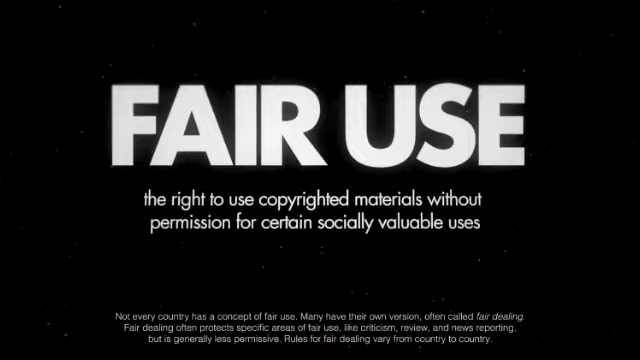 FAIR USE
the right to use copyrighted materials without
permission for certain socially valuable uses
Not every country has a concept of fair use. Many have their own version, often called fair dealing.
Fair dealing often protects specific areas of fair use, like criticism, review, and news reporting,
but is generally less permissive. Rules for fair dealing vary from country to country.